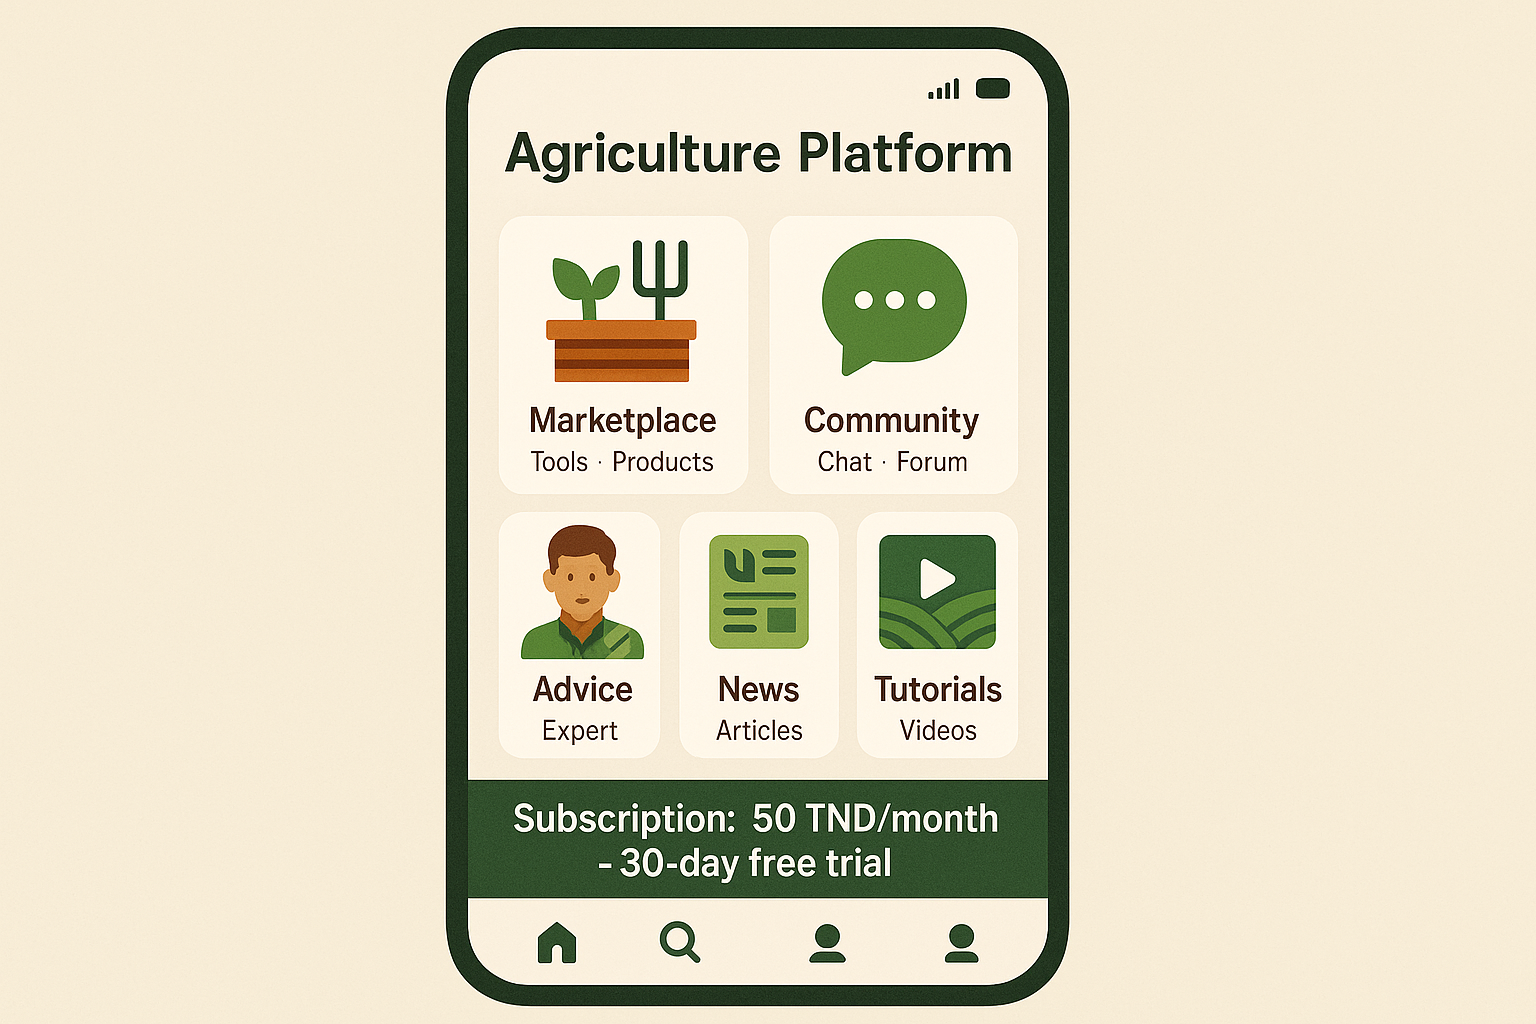 Agriculture Platform
Marketplace
Tools · Products
Community
Chat · Forum
Advice
Expert
News
Articles
Tutorials
Videos
Subscription: 50 TND/month
– 30-day free trial